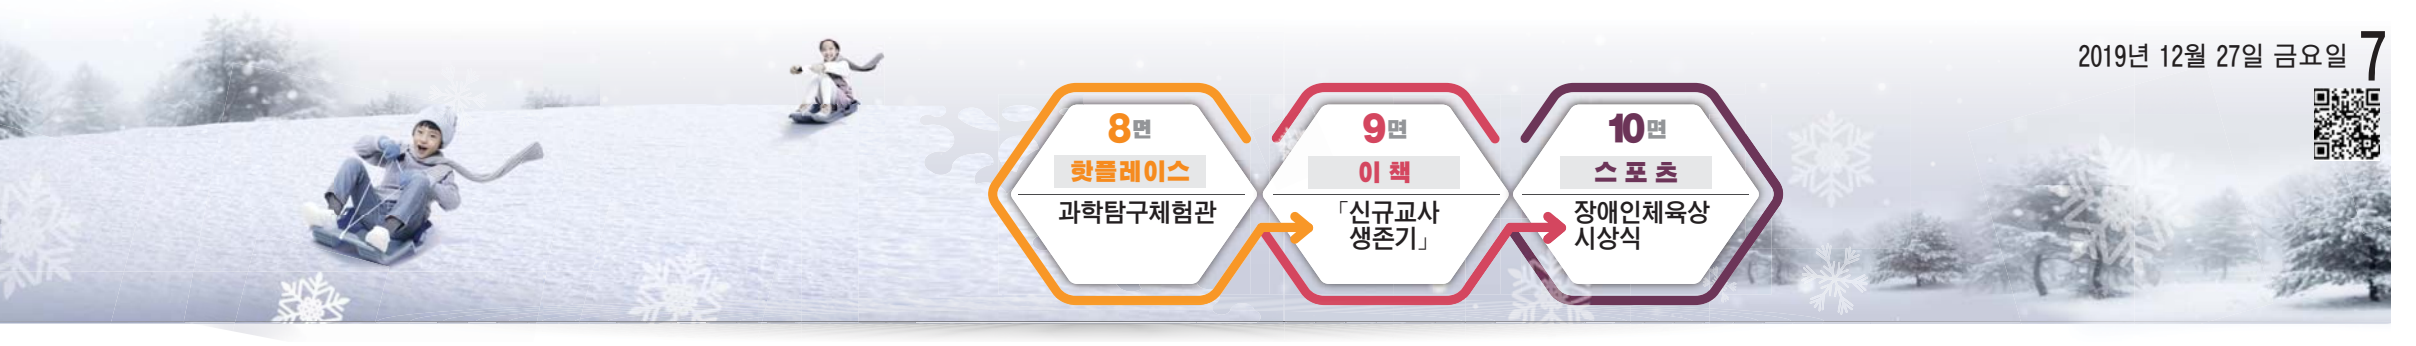 2019년 12월 27일 금요일 7
8면
핫플레이스
과학탐구체험관
9면
이 책
「신규교사
생존기」
10면
스 포 츠
장애인체육상
시상식